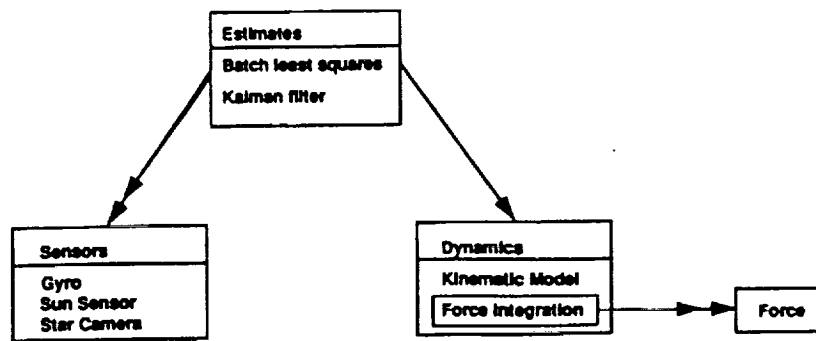 Estimates
Batch least squares
Kalman filter
Sensors
Gyro
Sun Sensor
Star Camera
Dynamics
Kinematic Model
Force Integration
Force